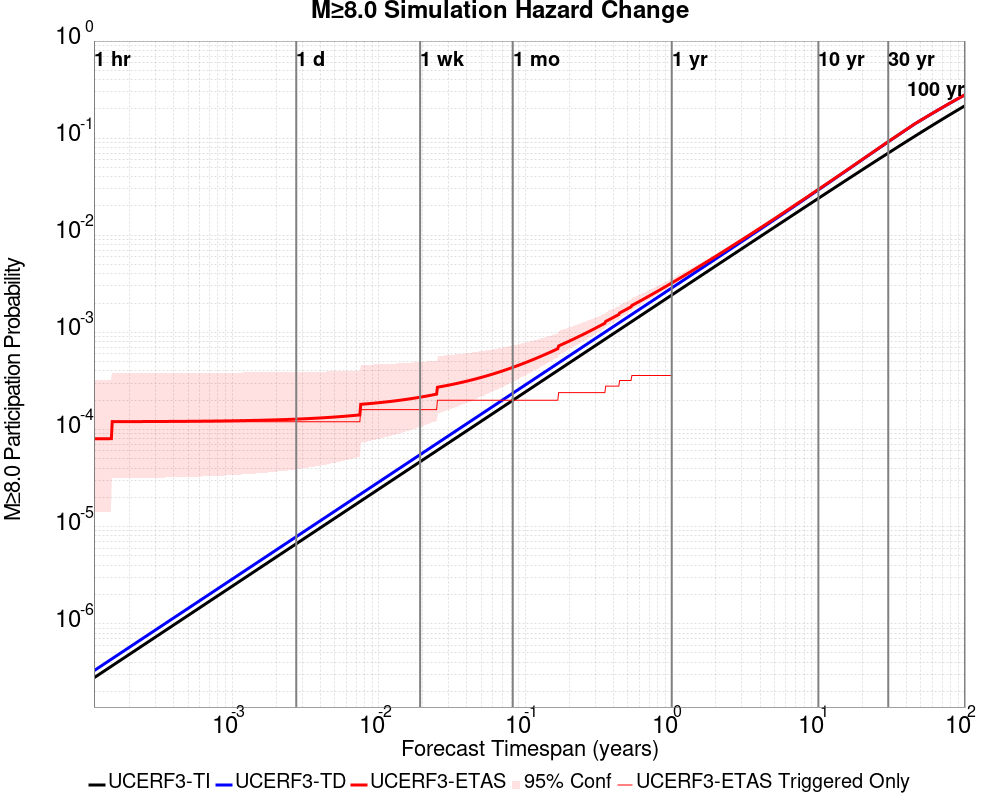 M≥8.0 Simulation Hazard Change
10^0
10^-1
10^-2
10^-3
10^-4
10^-5
10^-6
M≥8.0 Participation Probability
1 hr
1 d
1 wk
1 mo
1 yr
10 yr
30 yr
100 yr
10^-3
10^-2
10^-1
10^0
10^1
10^2
Forecast Timespan (years)
UCERF3-TI UCERF3-TD UCERF3-ETAS 95% Conf UCERF3-ETAS Triggered Only